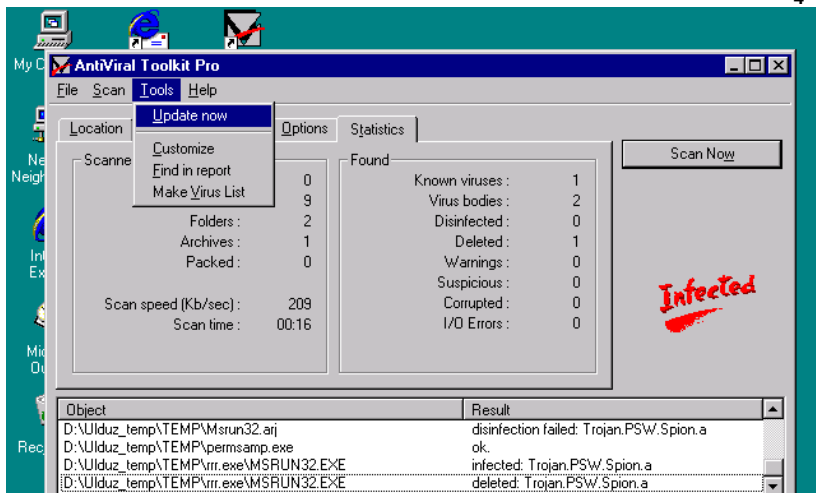 My C
AntiViral Toolkit Pro
File Scan Tools Help
Update now
Customize
Find in report
Make Virus List
Location Options Statistics
Scan Now
Scanne
0
9
Folders : 2
Archives : 1
Packed : 0
Scan speed (Kb/sec) : 209
Scan time : 00:16
Found
Known viruses : 1
Virus bodies : 2
Disinfected : 0
Deleted : 1
Warnings : 0
Suspicious : 0
Corrupted : 0
I/O Errors : 0
Infected
Ne
Neigh
Int
Ex
Mic
Ou
Rec
Object Result
D:\Ulduz_temp\TEMP\Msrun32.arj disinfection failed: Trojan.PSW.Spion.a
D:\Ulduz_temp\TEMP\permsamp.exe ok.
D:\Ulduz_temp\TEMP\rrr.exe\MSRUN32.EXE infected: Trojan.PSW.Spion.a
D:\Ulduz_temp\TEMP\rrr.exe\MSRUN32.EXE deleted: Trojan.PSW.Spion.a